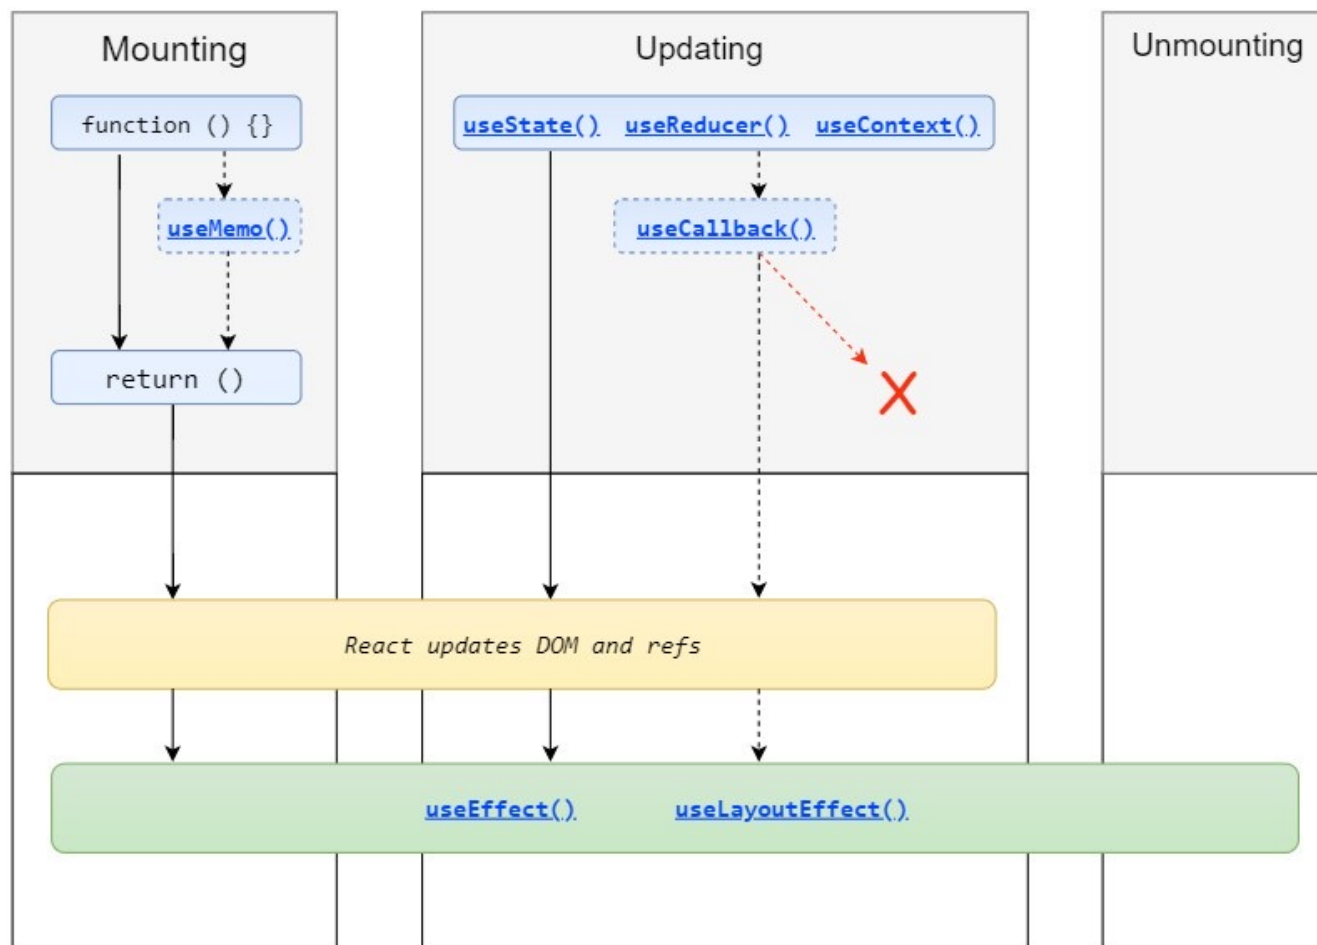 Mounting
Updating
Unmounting
function () {}
useState() useReducer() useContext()
useMemo()
useCallback()
return ()
React updates DOM and refs
useEffect() useLayoutEffect()